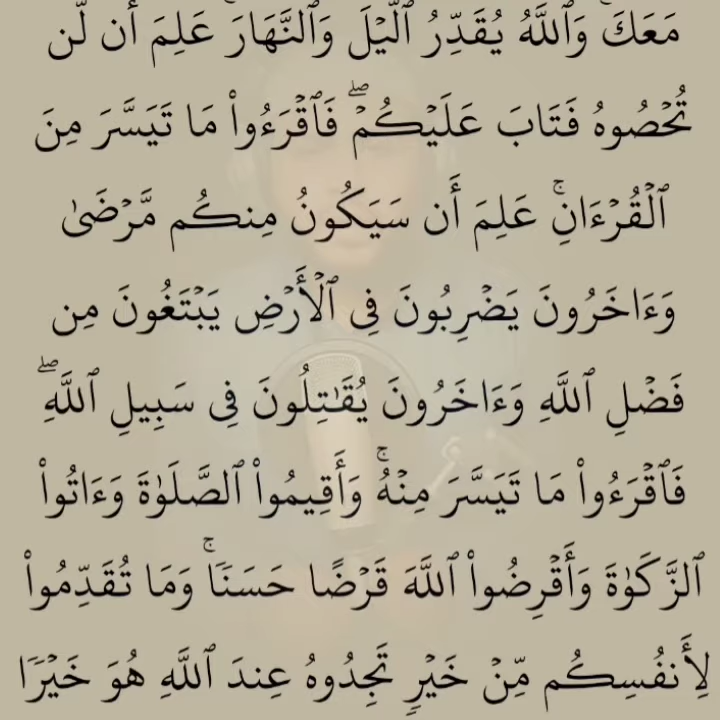 مَعَكَۚ وَٱللَّهُ يُقَدِّرُ ٱلَّيۡلَ وَٱلنَّهَارَۚ عَلِمَ أَن لَّن
تُحۡصُوهُ فَتَابَ عَلَيۡكُمۡۖ فَٱقۡرَءُواْ مَا تَيَسَّرَ مِنَ
ٱلۡقُرۡءَانِۚ عَلِمَ أَن سَيَكُونُ مِنكُم مَّرۡضَىٰ
وَءَاخَرُونَ يَضۡرِبُونَ فِى ٱلۡأَرۡضِ يَبۡتَغُونَ مِن
فَضۡلِ ٱللَّهِ وَءَاخَرُونَ يُقَٰتِلُونَ فِى سَبِيلِ ٱللَّهِۖ
فَٱقۡرَءُواْ مَا تَيَسَّرَ مِنۡهُۚ وَأَقِيمُواْ ٱلصَّلَوٰةَ وَءَاتُواْ
ٱلزَّكَوٰةَ وَأَقۡرِضُواْ ٱللَّهَ قَرۡضًا حَسَنٗاۚ وَمَا تُقَدِّمُواْ
لِأَنفُسِكُم مِّنۡ خَيۡرٖ تَجِدُوهُ عِندَ ٱللَّهِ هُوَ خَيۡرٗا